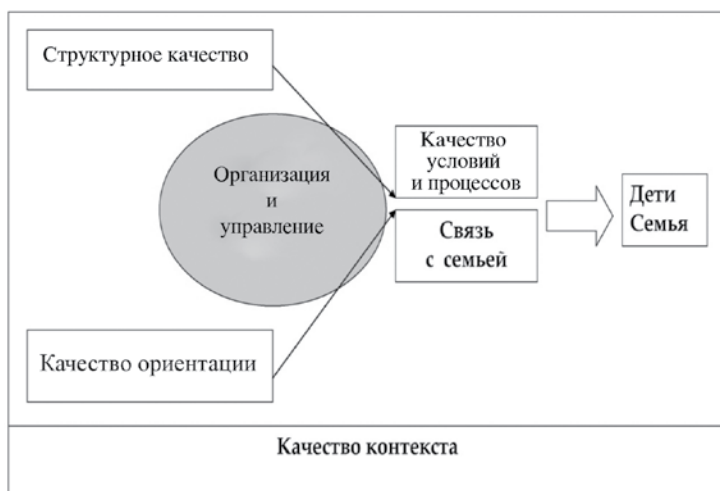 Структурное качество
Организация
и
управление
Качество
условий
и процессов
Связь
с семьей
Дети
Семья
Качество ориентации
Качество контекста